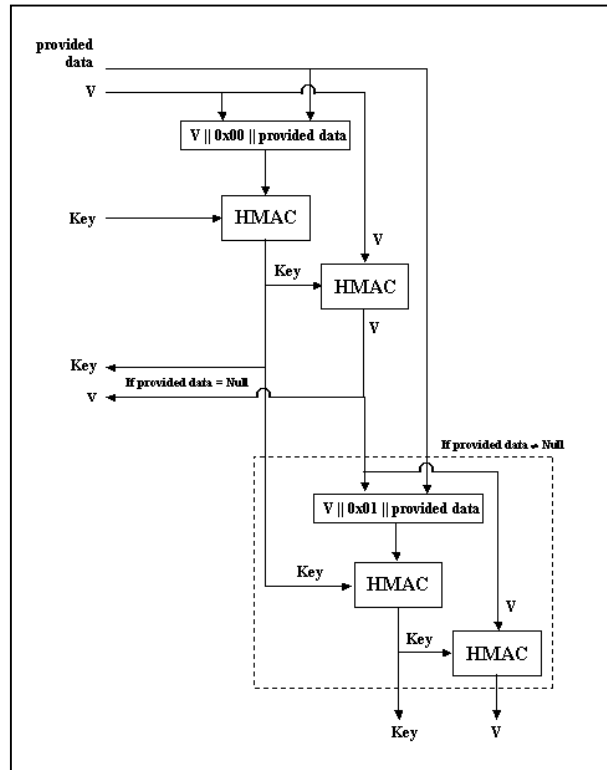 provided
data
V
V || 0x00 || provided data
Key
HMAC
V
Key
HMAC
V
Key
If provided data = Null
v
If provided data ≠ Null
V || 0x01 || provided data
Key
HMAC
V
Key
HMAC
Key
V